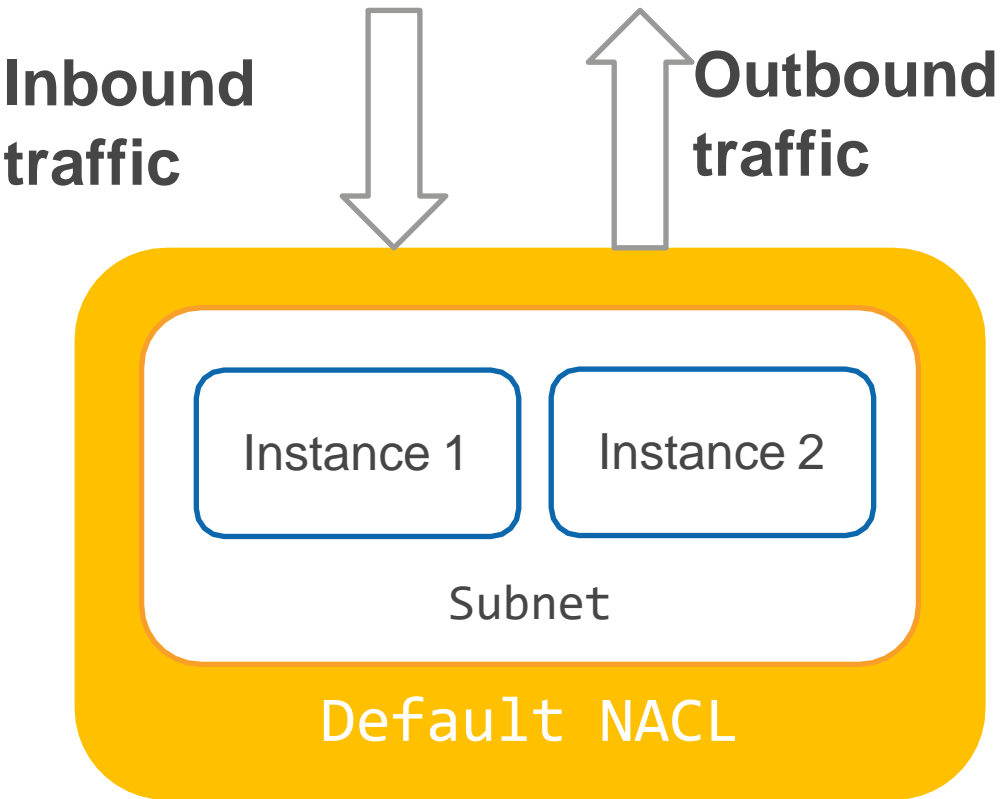 Inbound
traffic
Outbound
traffic
Instance 1
Instance 2
Subnet
Default NACL